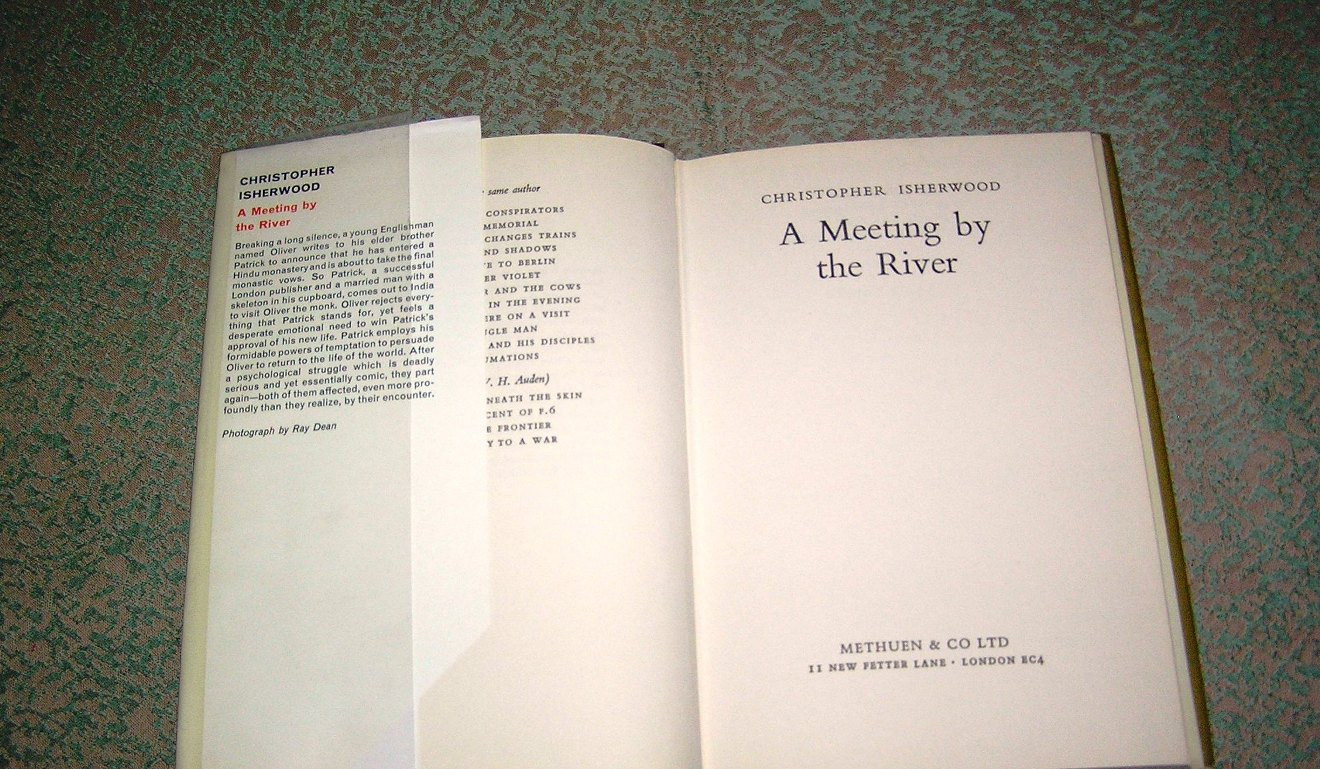 CHRISTOPHER
ISHERWOOD
A Meeting by
the River
Breaking a long silence, a young Englishman
named Oliver writes to his elder brother
Patrick to announce that he has entered a
Hindu monastery and is about to take the final
monastic vows. So Patrick, a successful
London publisher and a married man with a
skeleton in his cupboard, comes out to India
to visit Oliver the monk. Oliver rejects every-
thing that Patrick stands for, yet feels a
desperate emotional need to win Patrick's
approval of his new life. Patrick employs his
formidable powers of temptation to persuade
Oliver to return to the life of the world. After
a psychological struggle which is deadly
serious and yet essentially comic, they part
again—both of them affected, even more pro-
foundly than they realize, by their encounter.
Photograph by Ray Dean
same author
CONSPIRATORS
MEMORIAL
CHANGES TRAINS
ND SHADOWS
E TO BERLIN
ER VIOLET
AND THE COWS
IN THE EVENING
ERE ON A VISIT
GLE MAN
AND HIS DISCIPLES
MATIONS
. H. Auden)
NEATH THE SKIN
CENT OF F.6
E FRONTIER
Y TO A WAR
CHRISTOPHER ISHERWOOD
A Meeting by
the River
METHUEN & CO LTD
11 NEW FETTER LANE · LONDON EC4